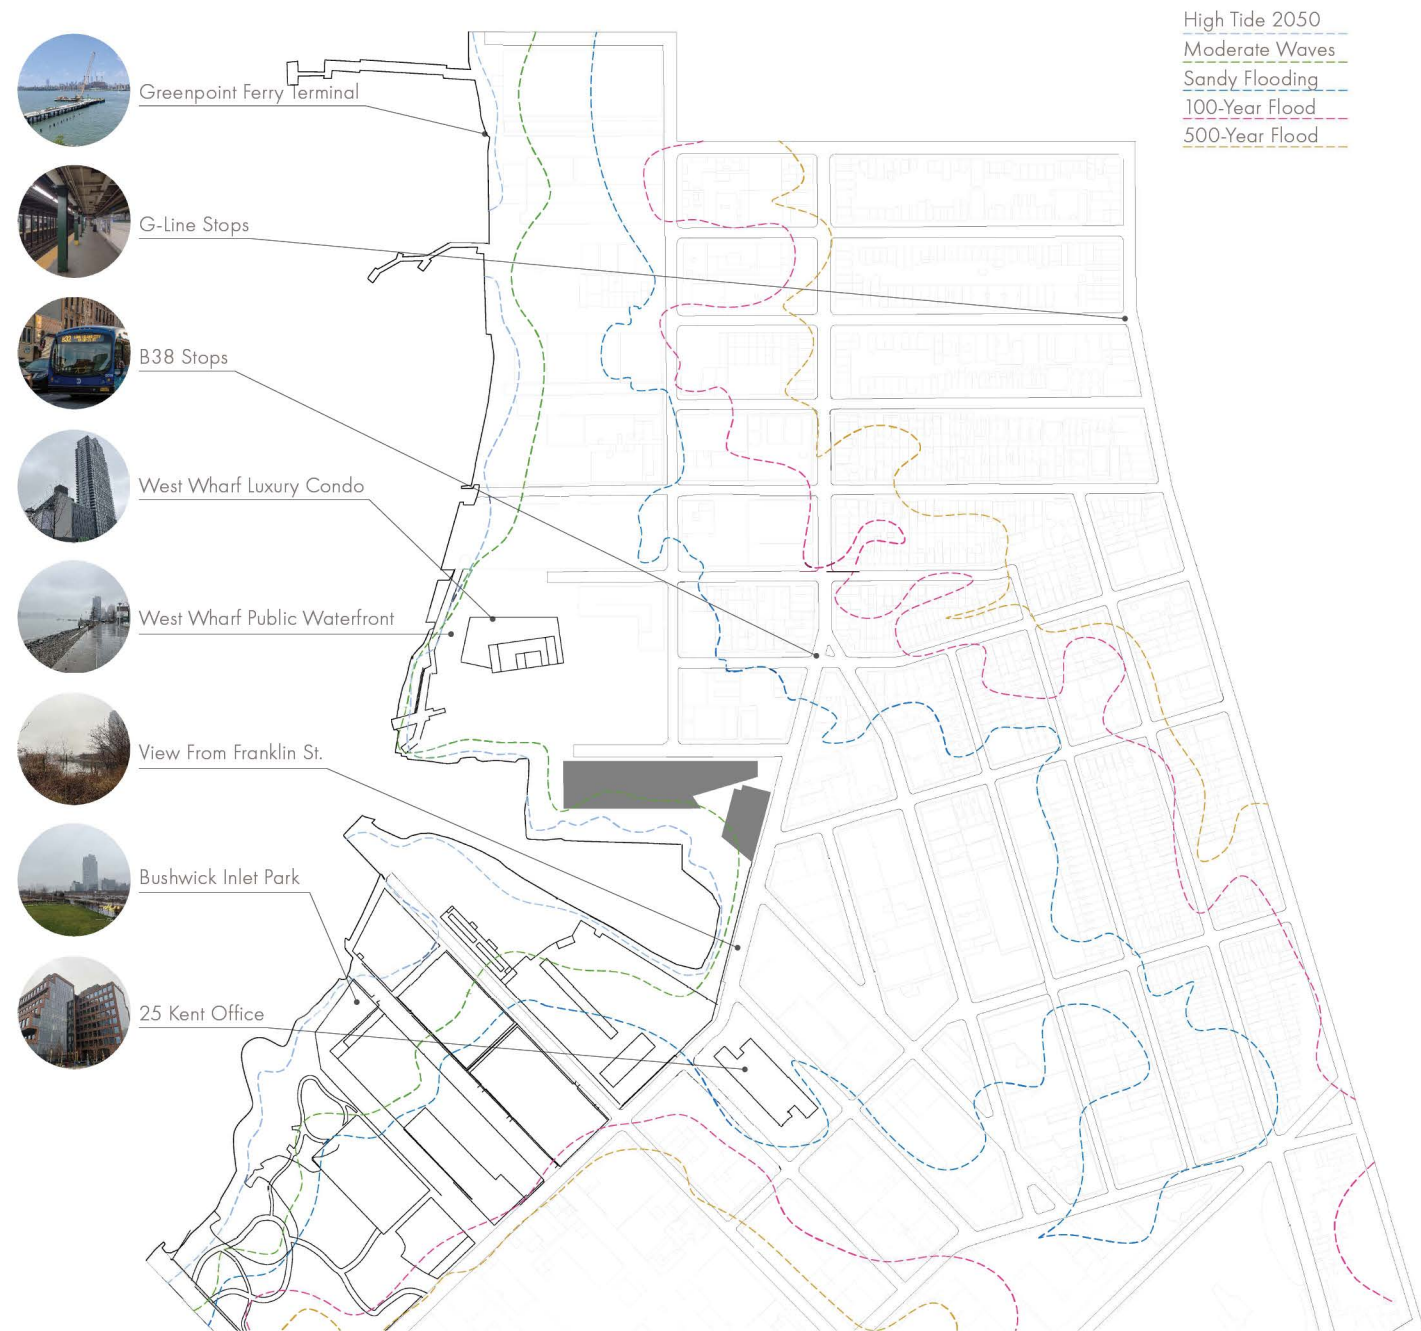 High Tide 2050
Moderate Waves
Sandy Flooding
100-Year Flood
500-Year Flood
Greenpoint Ferry Terminal
G-Line Stops
B38 Stops
West Wharf Luxury Condo
West Wharf Public Waterfront
View From Franklin St.
Bushwick Inlet Park
25 Kent Office